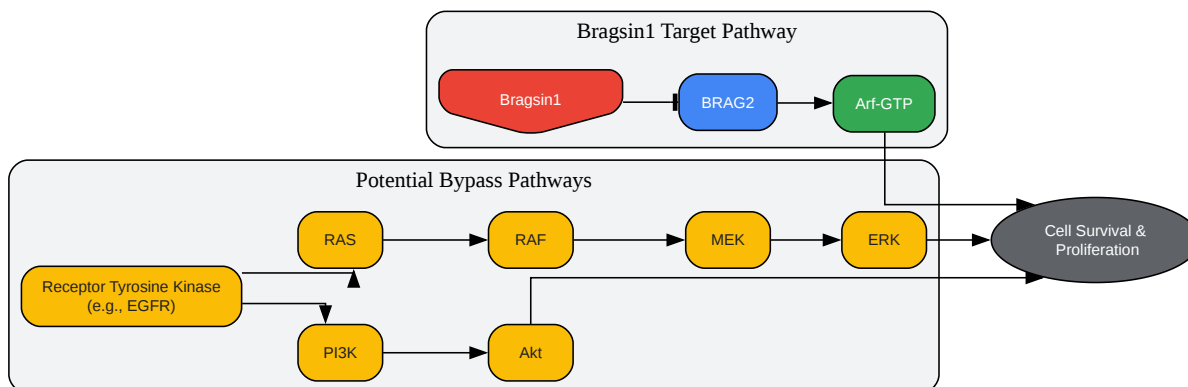 Bragsin1 Target Pathway
Bragsin1
BRAG2
Arf-GTP
Potential Bypass Pathways
RAS
RAF
MEK
ERK
Cell Survival &
Proliferation
Receptor Tyrosine Kinase
(e.g., EGFR)
PI3K
Akt